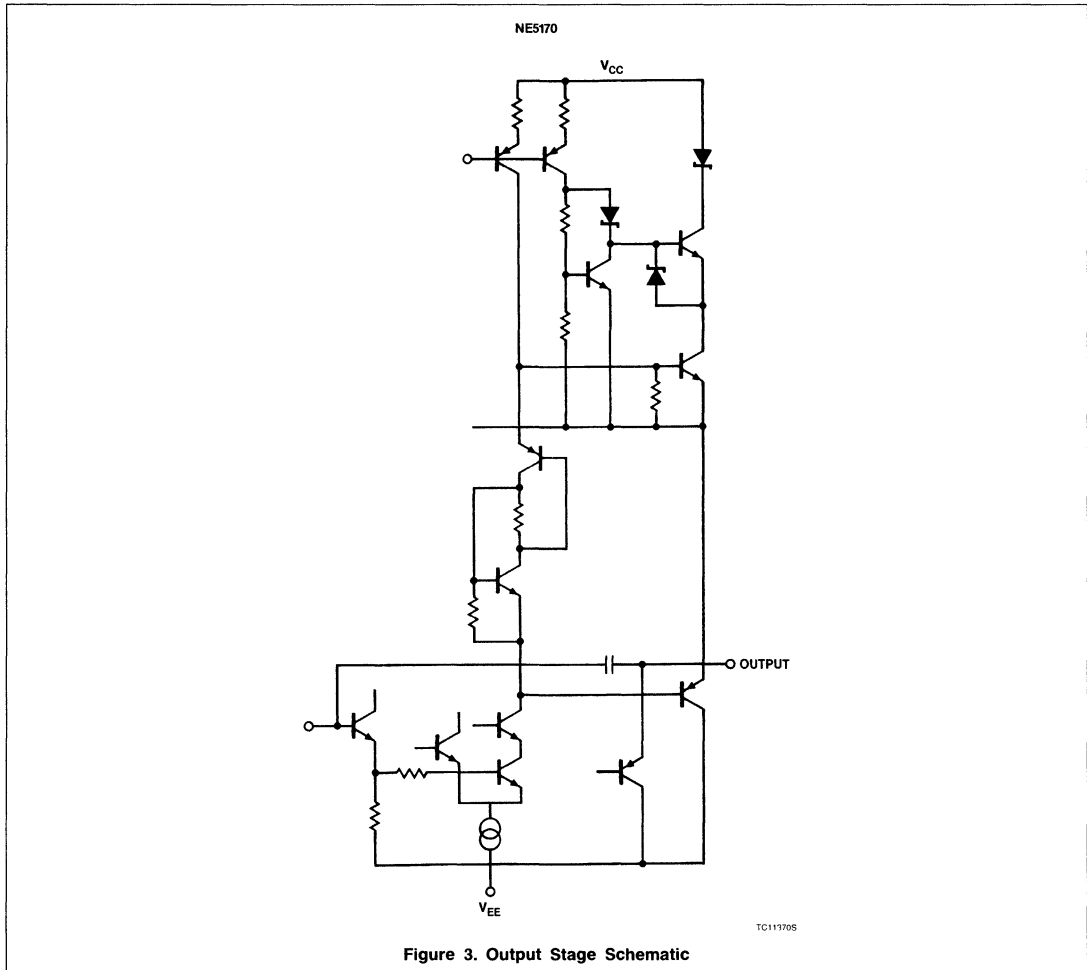 NE5170
V_CC
OUTPUT
V_EE
TC11370S
Figure 3. Output Stage Schematic